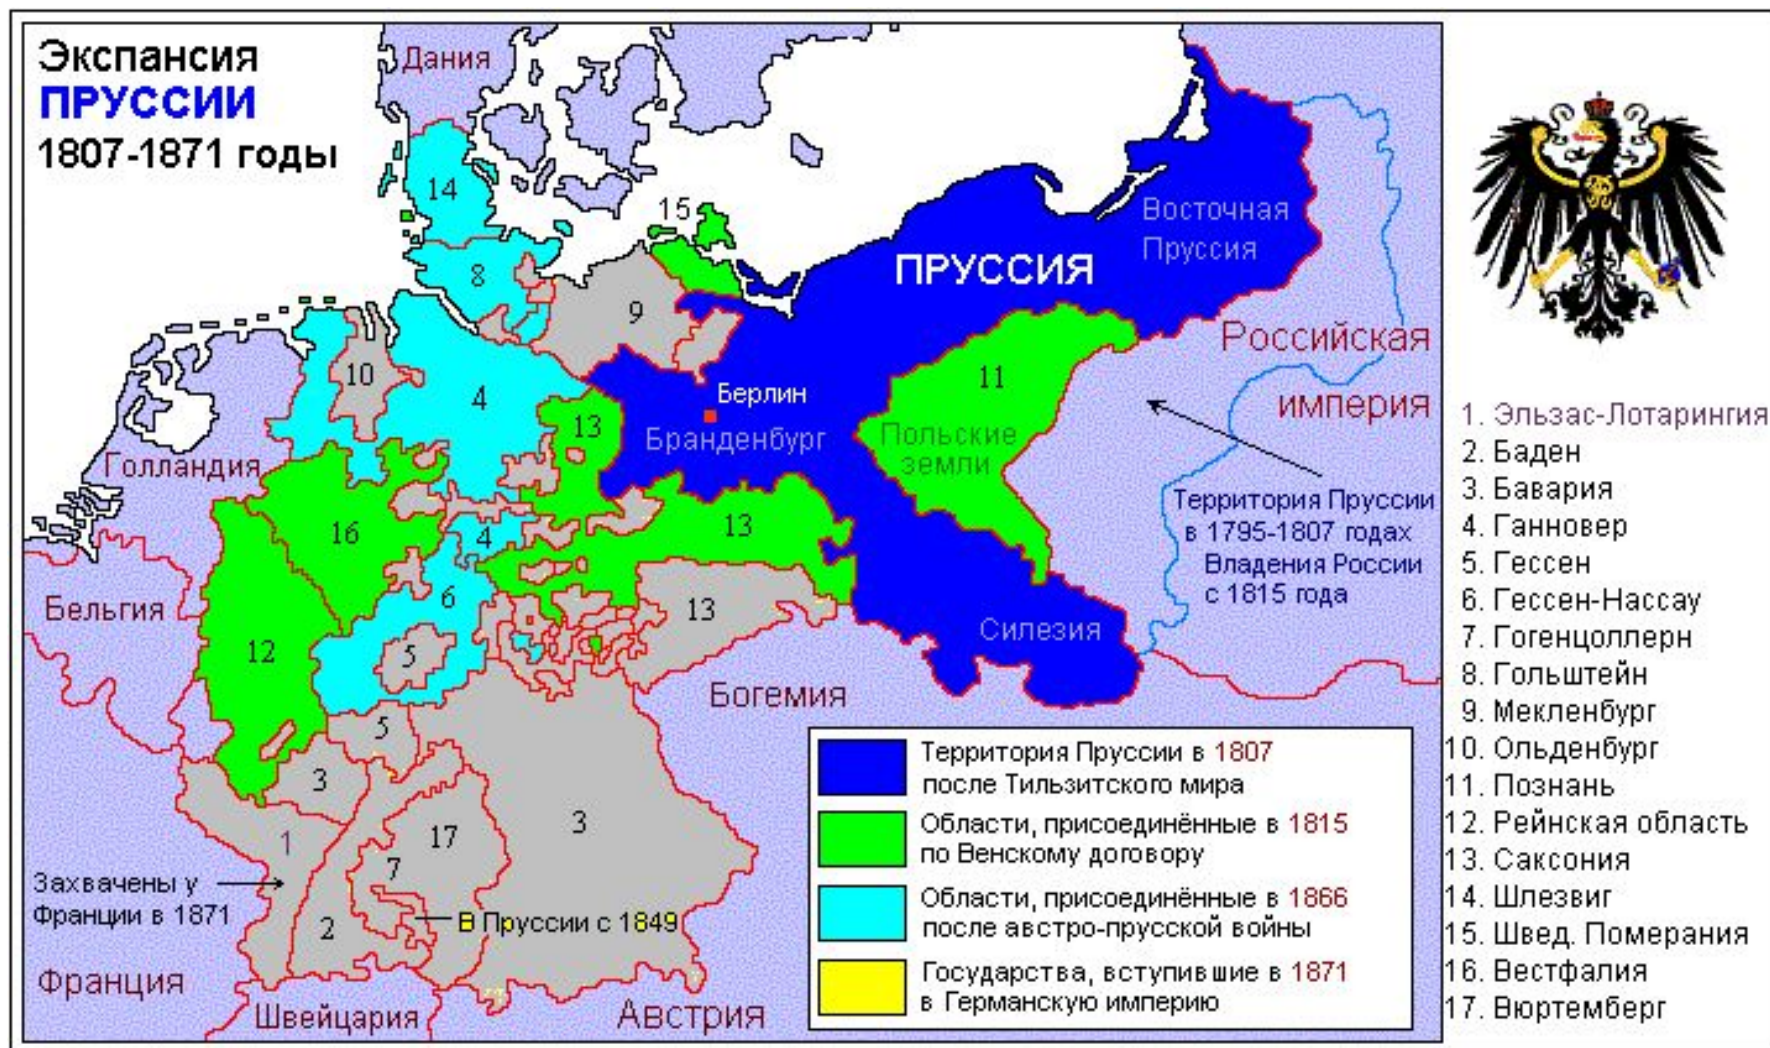 Экспансия
ПРУССИИ
1807-1871 годы
Дания
14
15
8
9
10
4
13
11
Восточная
Пруссия
ПРУССИЯ
Российская
империя
Берлин
Бранденбург
Польские
земли
Голландия
16
4
13
Территория Пруссии
в 1795-1807 годах
Владения России
с 1815 года
Бельгия
6
13
12
5
Силезия
Богемия
5
3
1
17
7
3
2
Захвачены у
Франции в 1871
В Пруссии с 1849
Франция
Швейцария
Австрия
Территория Пруссии в 1807
после Тильзитского мира
Области, присоединённые в 1815
по Венскому договору
Области, присоединённые в 1866
после австро-прусской войны
Государства, вступившие в 1871
в Германскую империю
1. Эльзас-Лотарингия
2. Баден
3. Бавария
4. Ганновер
5. Гессен
6. Гессен-Нассау
7. Гогенцоллерн
8. Гольштейн
9. Мекленбург
10. Ольденбург
11. Познань
12. Рейнская область
13. Саксония
14. Шлезвиг
15. Швед. Померания
16. Вестфалия
17. Вюртемберг